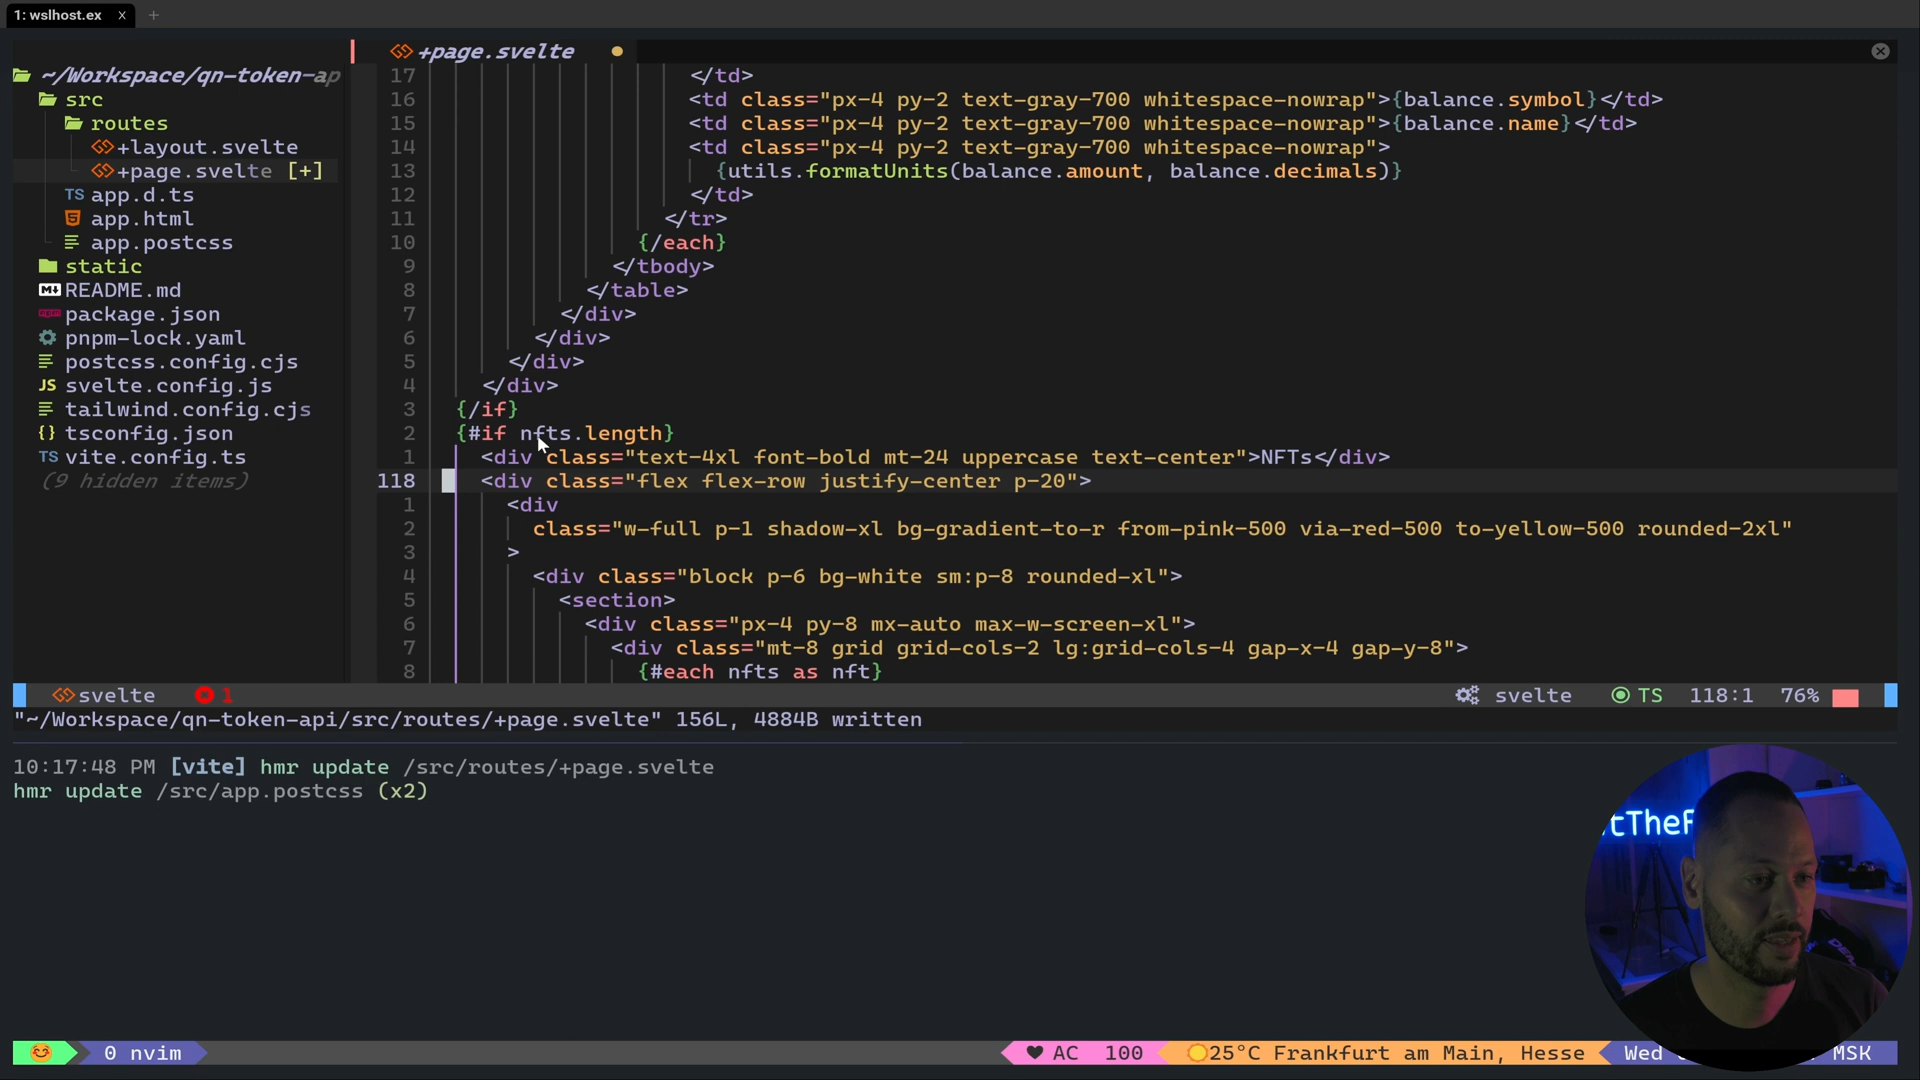 1: wslhost.ex x +
+page.svelte
~/Workspace/qn-token-ap
src
routes
+layout.svelte
+page.svelte [+]
TS app.d.ts
app.html
app.postcss
static
README.md
package.json
pnpm-lock.yaml
postcss.config.cjs
JS svelte.config.js
tailwind.config.cjs
{} tsconfig.json
TS vite.config.ts
(9 hidden items)
17 </td>
16 <td class="px-4 py-2 text-gray-700 whitespace-nowrap">{balance.symbol}</td>
15 <td class="px-4 py-2 text-gray-700 whitespace-nowrap">{balance.name}</td>
14 <td class="px-4 py-2 text-gray-700 whitespace-nowrap">
13 {utils.formatUnits(balance.amount, balance.decimals)}
12 </td>
11 </tr>
10 {/each}
9 </tbody>
8 </table>
7 </div>
6 </div>
5 </div>
4 </div>
3 {/if}
2 {#if nfts.length}
1 <div class="text-4xl font-bold mt-24 uppercase text-center">NFTs</div>
118 <div class="flex flex-row justify-center p-20">
1 <div
2 class="w-full p-1 shadow-xl bg-gradient-to-r from-pink-500 via-red-500 to-yellow-500 rounded-2xl"
3 >
4 <div class="block p-6 bg-white sm:p-8 rounded-xl">
5 <section>
6 <div class="px-4 py-8 mx-auto max-w-screen-xl">
7 <div class="mt-8 grid grid-cols-2 lg:grid-cols-4 gap-x-4 gap-y-8">
8 {#each nfts as nft}
svelte 1 svelte TS 118:1 76%
"~/Workspace/qn-token-api/src/routes/+page.svelte" 156L, 4884B written
10:17:48 PM [vite] hmr update /src/routes/+page.svelte
hmr update /src/app.postcss (x2)
tTheF
0 nvim
AC 100 25°C Frankfurt am Main, Hesse Wed MSK